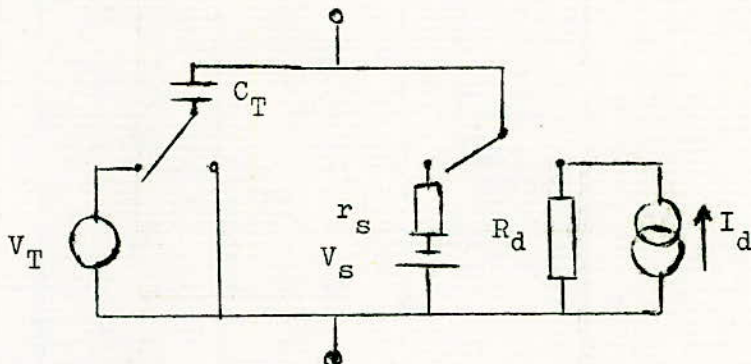 C_T
V_T
r_s
V_s
R_d
I_d